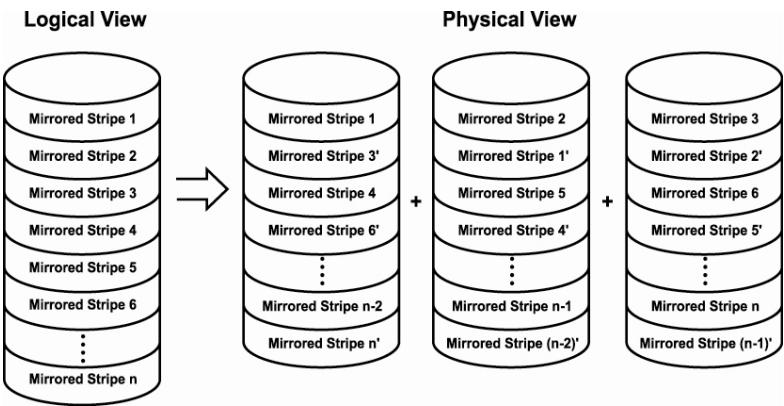 Logical View
Mirrored Stripe 1
Mirrored Stripe 2
Mirrored Stripe 3
Mirrored Stripe 4
Mirrored Stripe 5
Mirrored Stripe 6
Mirrored Stripe n
Physical View
Mirrored Stripe 1
Mirrored Stripe 3'
Mirrored Stripe 4
Mirrored Stripe 6'
Mirrored Stripe n-2
Mirrored Stripe n'
+
Mirrored Stripe 2
Mirrored Stripe 1'
Mirrored Stripe 5
Mirrored Stripe 4'
Mirrored Stripe n-1
Mirrored Stripe (n-2)'
+
Mirrored Stripe 3
Mirrored Stripe 2'
Mirrored Stripe 6
Mirrored Stripe 5'
Mirrored Stripe n
Mirrored Stripe (n-1)'